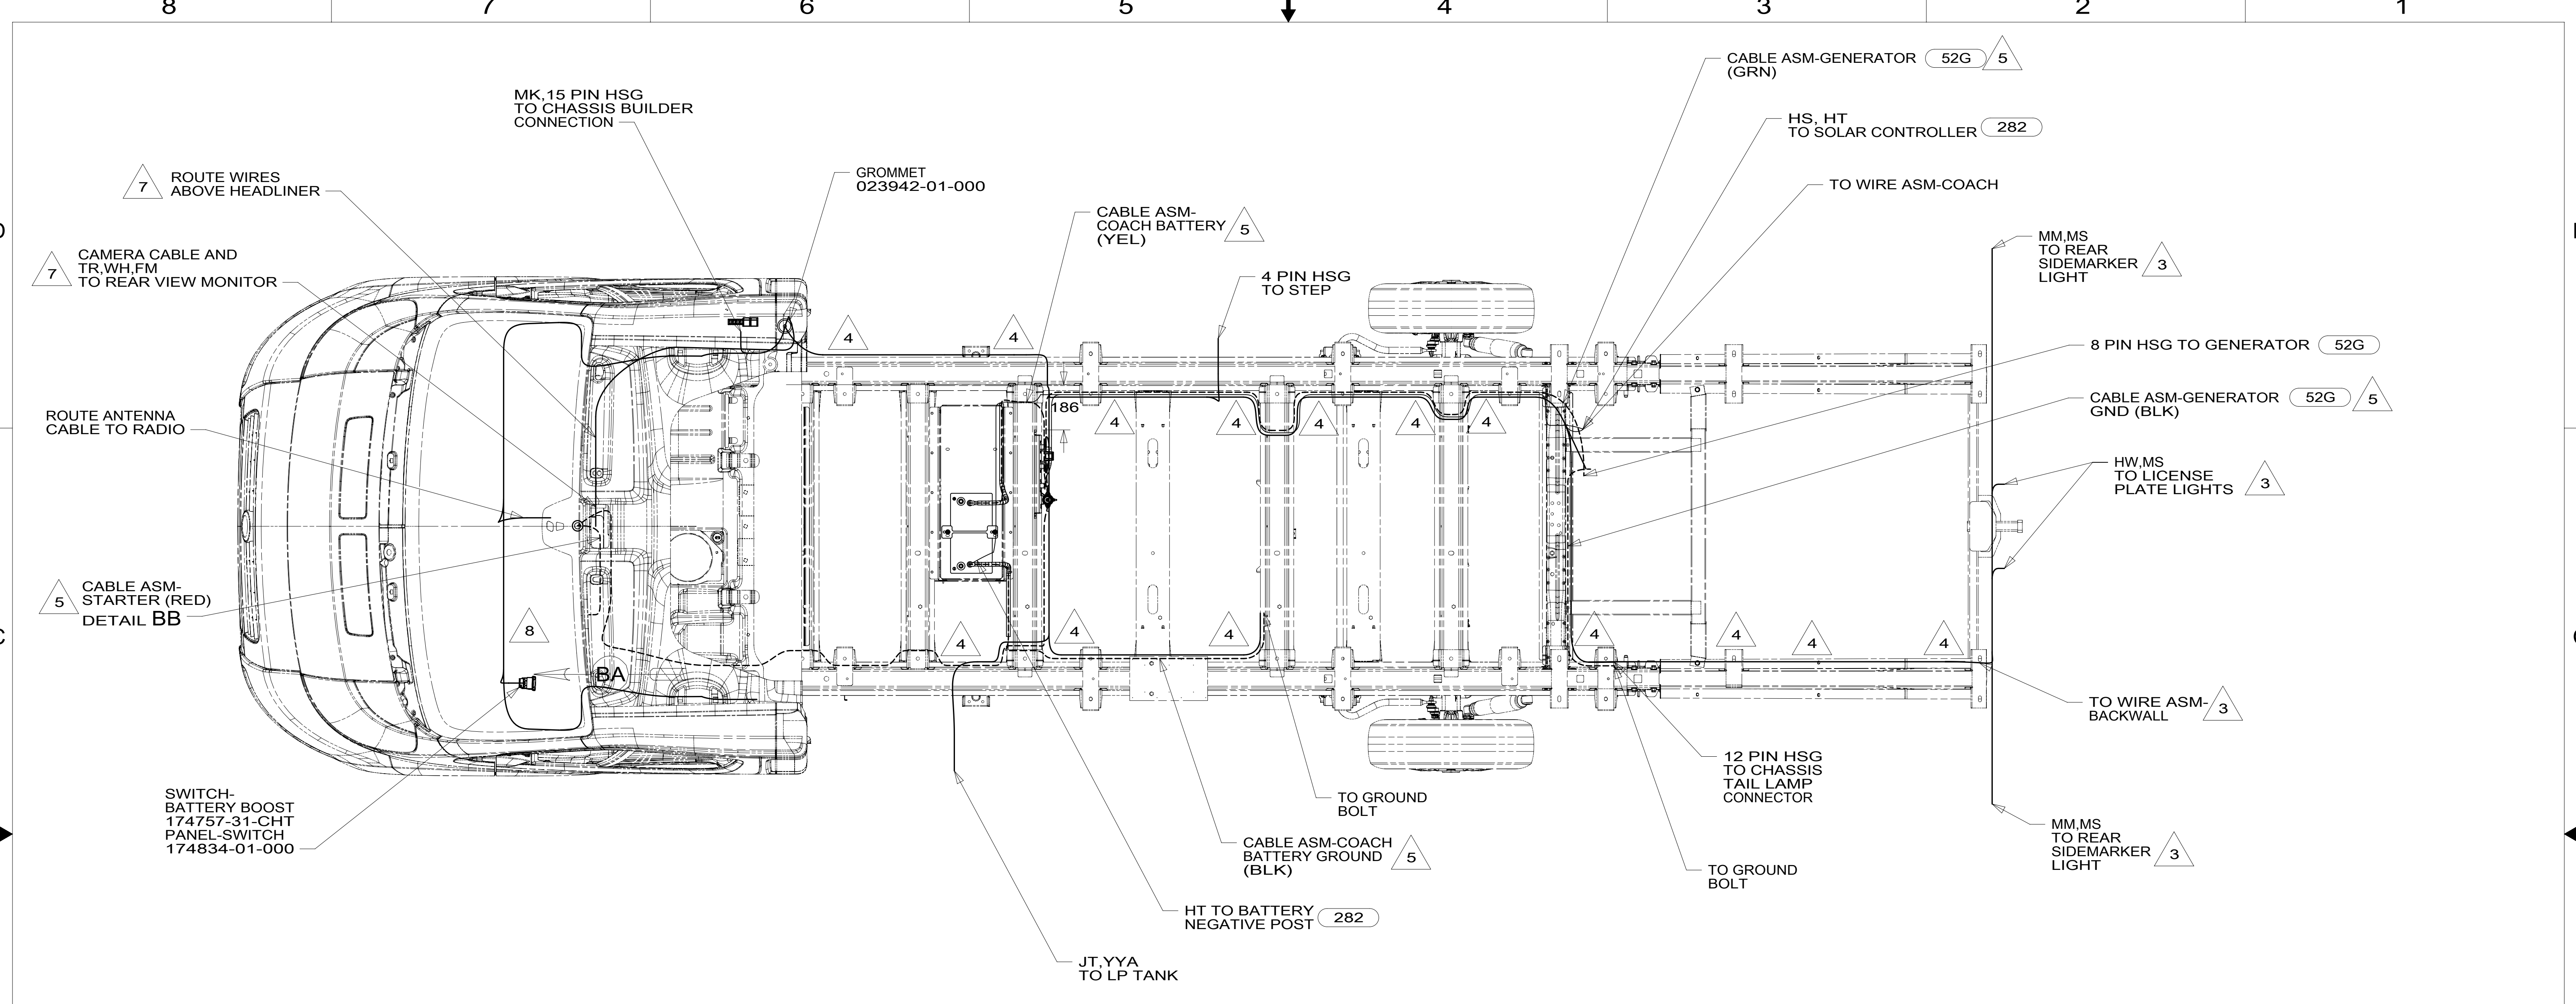 8 7 6 5 4 3 2 1
CABLE ASM-GENERATOR 52G 5
(GRN)
MK,15 PIN HSG
TO CHASSIS BUILDER
CONNECTION
HS, HT
TO SOLAR CONTROLLER 282
7 ROUTE WIRES
ABOVE HEADLINER
GROMMET
023942-01-000
TO WIRE ASM-COACH
CABLE ASM-
COACH BATTERY 5
(YEL)
7 CAMERA CABLE AND
TR,WH,FM
TO REAR VIEW MONITOR
4 PIN HSG
TO STEP
MM,MS
TO REAR
SIDEMARKER 3
LIGHT
4 4
8 PIN HSG TO GENERATOR 52G
CABLE ASM-GENERATOR 52G 5
GND (BLK)
186
4 4 4 4 4
ROUTE ANTENNA
CABLE TO RADIO
HW,MS
TO LICENSE
PLATE LIGHTS 3
5 CABLE ASM-
STARTER (RED)
DETAIL BB
8
4 4 4 4 4 4 4
BA
TO WIRE ASM- 3
BACKWALL
12 PIN HSG
TO CHASSIS
TAIL LAMP
CONNECTOR
SWITCH-
BATTERY BOOST
174757-31-CHT
PANEL-SWITCH
174834-01-000
TO GROUND
BOLT
CABLE ASM-COACH
BATTERY GROUND 5
(BLK)
MM,MS
TO REAR
SIDEMARKER 3
LIGHT
TO GROUND
BOLT
HT TO BATTERY
NEGATIVE POST 282
JT,YYA
TO LP TANK